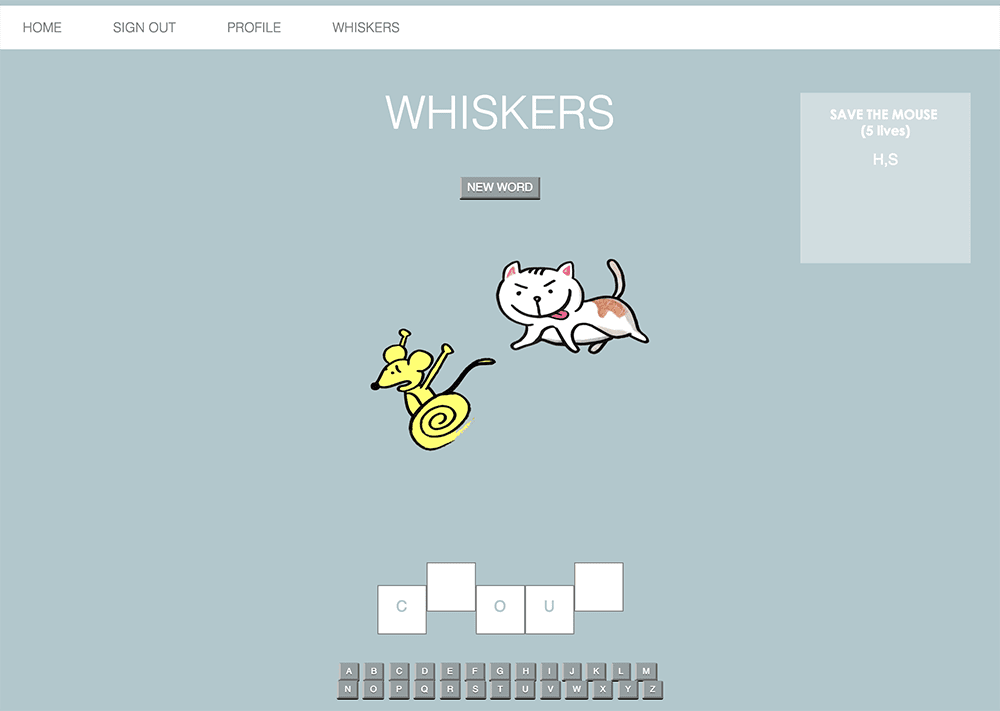 HOME SIGN OUT PROFILE WHISKERS
WHISKERS
SAVE THE MOUSE
(5 lives)
H,S
NEW WORD
C O U
A B C D E F G H I J K L M
N O P Q R S T U V W X Y Z